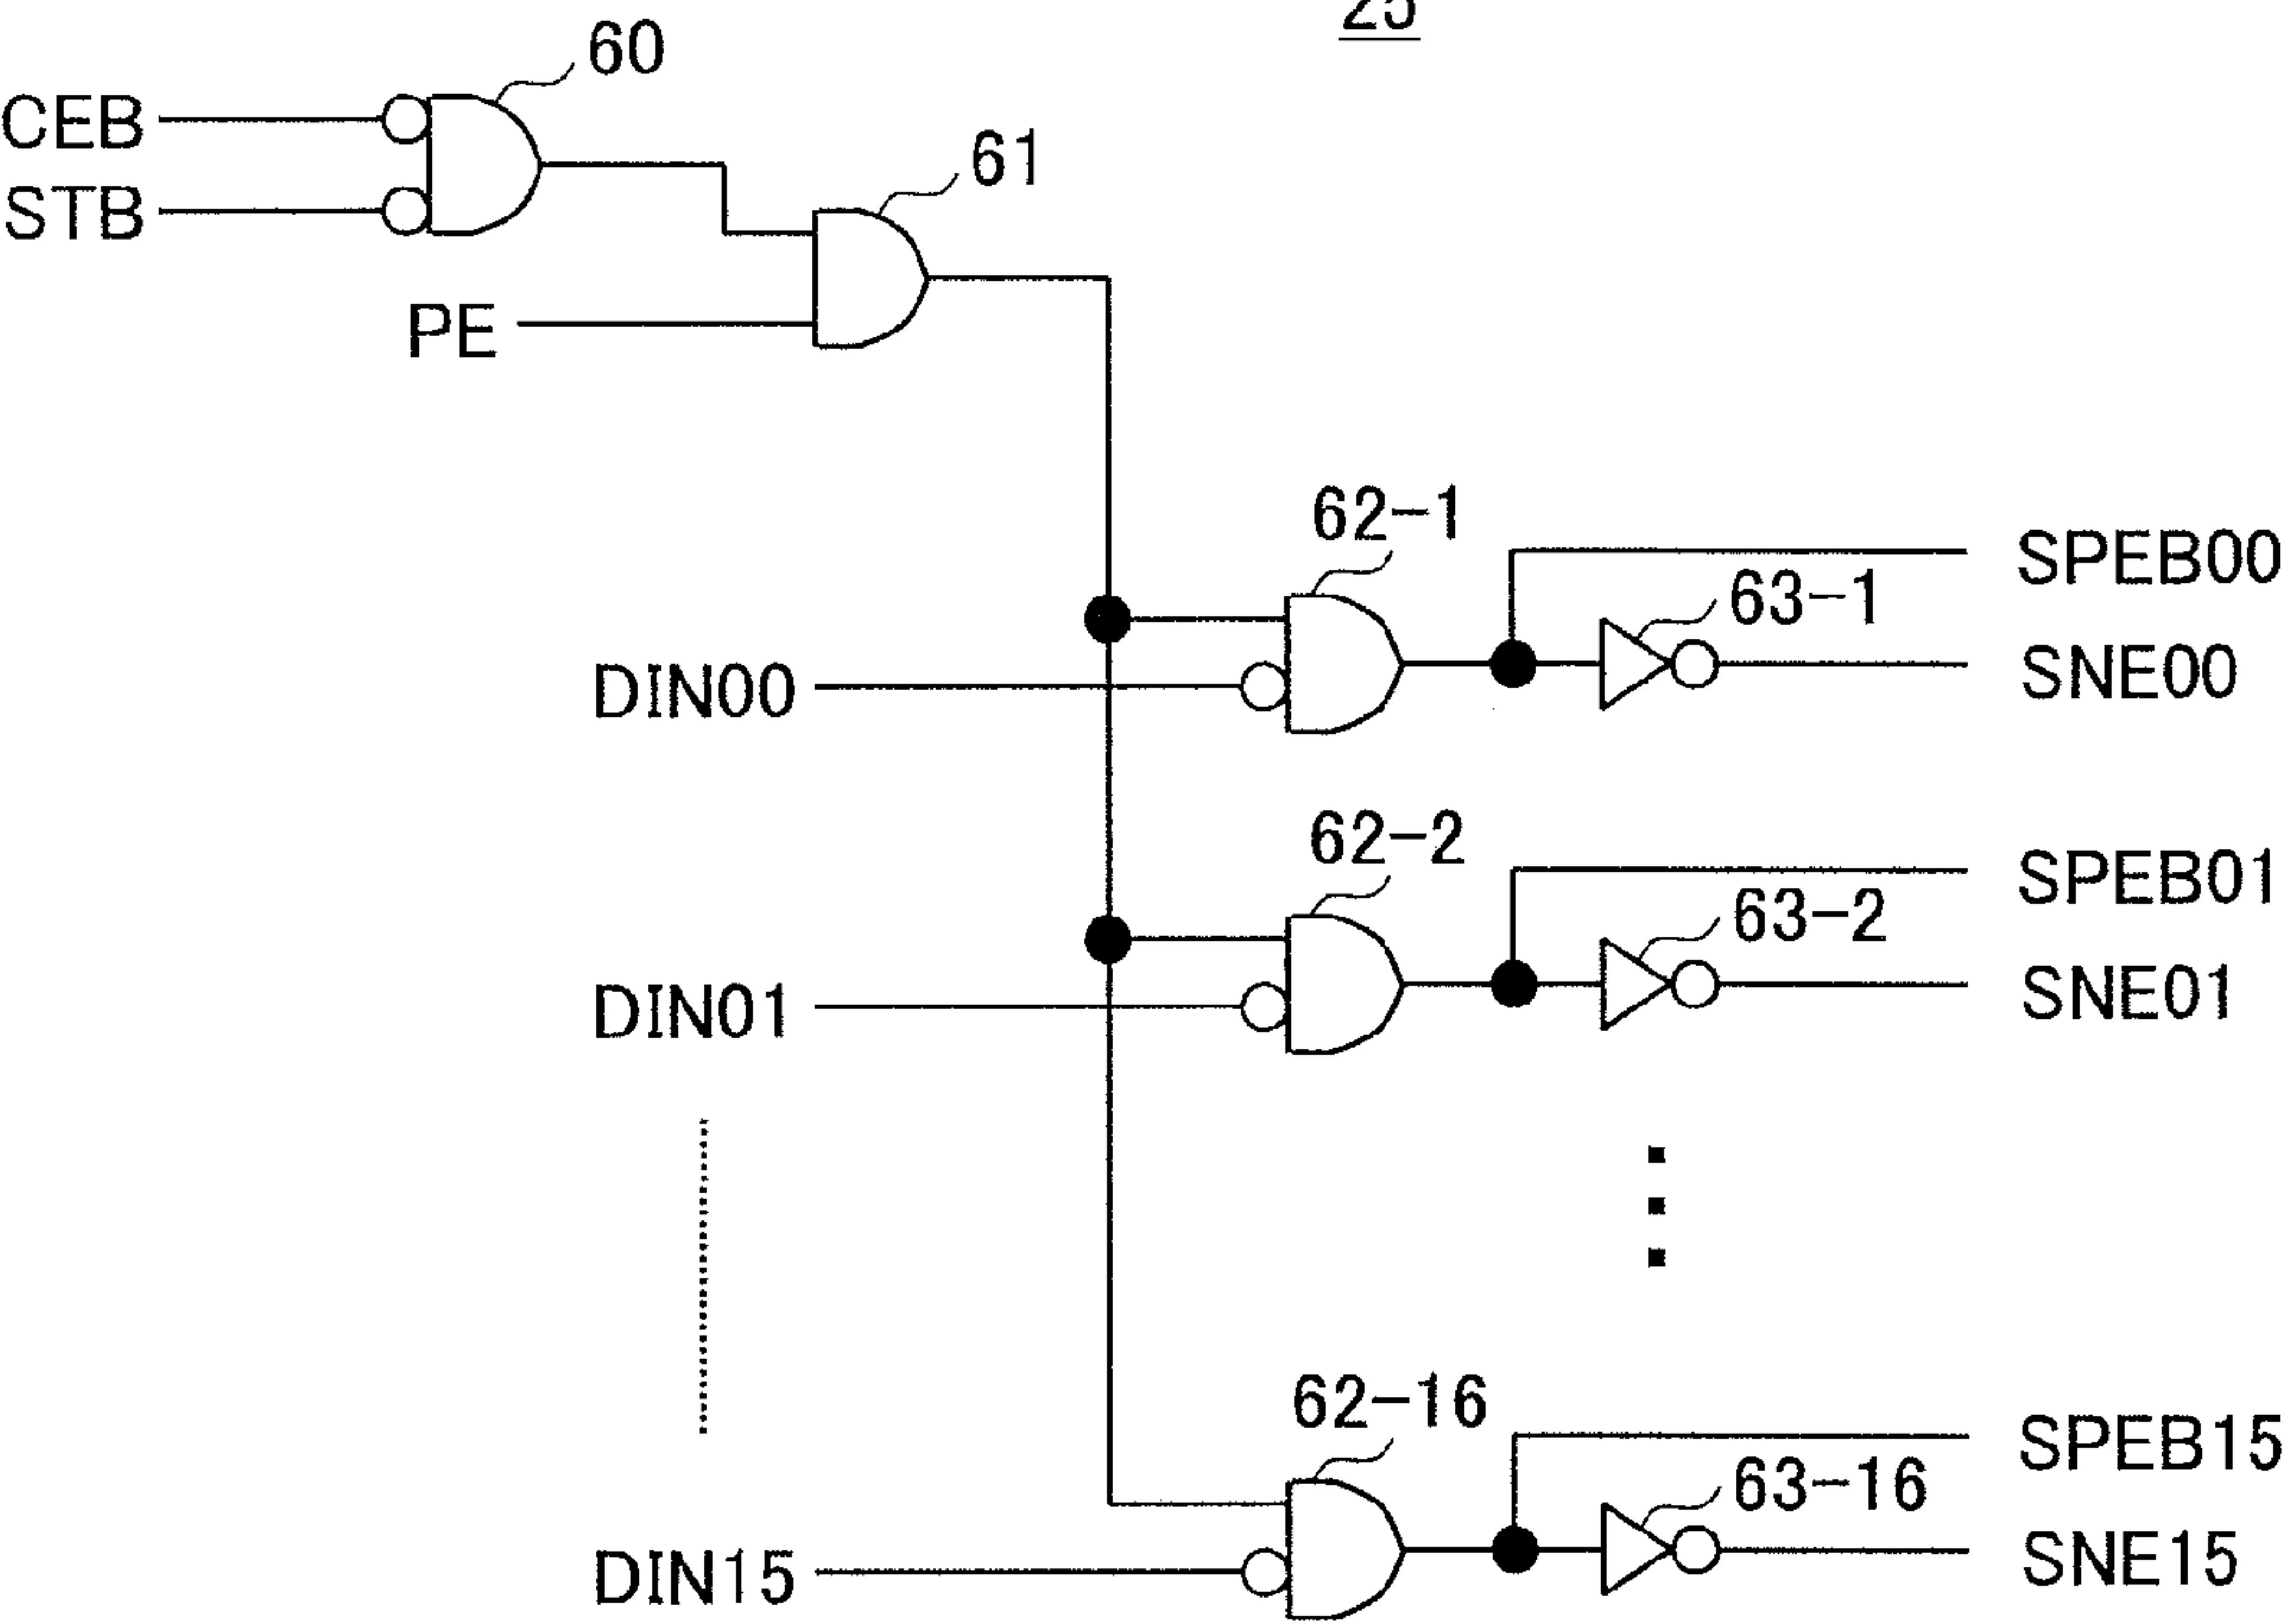 60
CEB
STB
61
PE
62-1
SPEB00
63-1
DIN00
SNE00
62-2
SPEB01
63-2
DIN01
SNE01
62-16
SPEB15
63-16
DIN15
SNE15